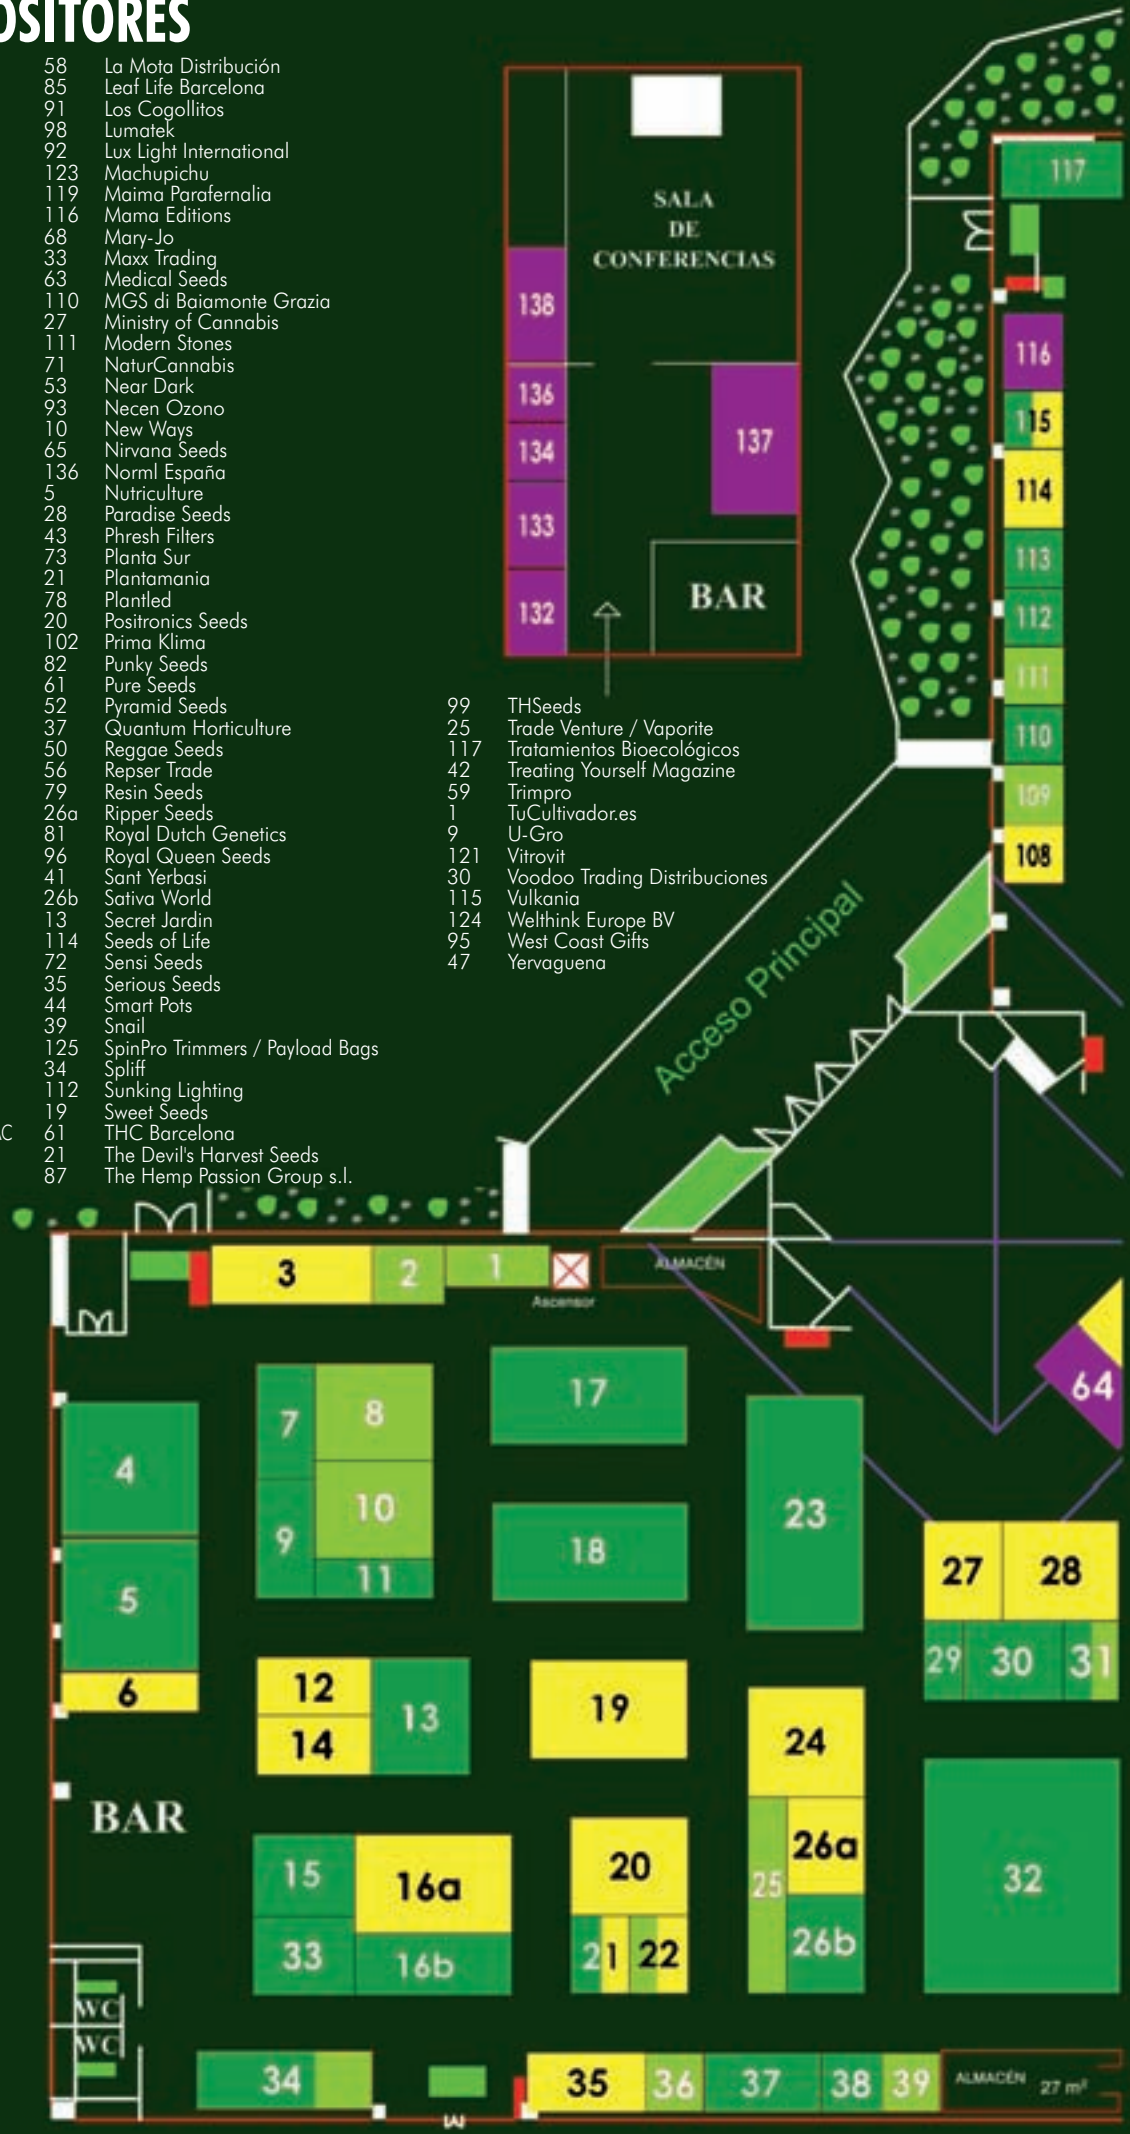 OSITORES
58 La Mota Distribución
85 Leaf Life Barcelona
91 Los Cogollitos
98 Lumatek
92 Lux Light International
123 Machupichu
119 Maima Parafernalia
116 Mama Editions
68 Mary-Jo
33 Maxx Trading
63 Medical Seeds
110 MGS di Baiamonte Grazia
27 Ministry of Cannabis
111 Modern Stones
71 NaturCannabis
53 Near Dark
93 Necen Ozono
10 New Ways
65 Nirvana Seeds
136 Norml España
5 Nutriculture
28 Paradise Seeds
43 Phresh Filters
73 Planta Sur
21 Plantamania
78 Plantled
20 Positronics Seeds
102 Prima Klima
82 Punky Seeds
61 Pure Seeds
52 Pyramid Seeds
37 Quantum Horticulture
50 Reggae Seeds
56 Repser Trade
79 Resin Seeds
26a Ripper Seeds
81 Royal Dutch Genetics
96 Royal Queen Seeds
41 Sant Yerbasi
26b Sativa World
13 Secret Jardin
114 Seeds of Life
72 Sensi Seeds
35 Serious Seeds
44 Smart Pots
39 Snail
125 SpinPro Trimmers / Payload Bags
34 Spliff
112 Sunking Lighting
19 Sweet Seeds
AC 61 THC Barcelona
21 The Devil's Harvest Seeds
87 The Hemp Passion Group s.l.
99 THSeeds
25 Trade Venture / Vaporite
117 Tratamientos Bioecológicos
42 Treating Yourself Magazine
59 Trimpro
1 TuCultivador.es
9 U-Gro
121 Vitrovit
30 Voodoo Trading Distribuciones
115 Vulkania
124 Welthink Europe BV
95 West Coast Gifts
47 Yervaguena
SALA
DE
CONFERENCIAS
138
136
134
133
132
137
BAR
117
116
115
114
113
112
111
110
109
108
Acceso Principal
3
2
1
Ascensor
ALMACÉN
64
4
5
6
7
8
9
10
11
17
18
23
27
28
29
30
31
12
13
14
19
24
BAR
15
16a
33
16b
20
21
22
25
26a
26b
32
WC
WC
34
35
36
37
38
39
ALMACÉN 27 m²